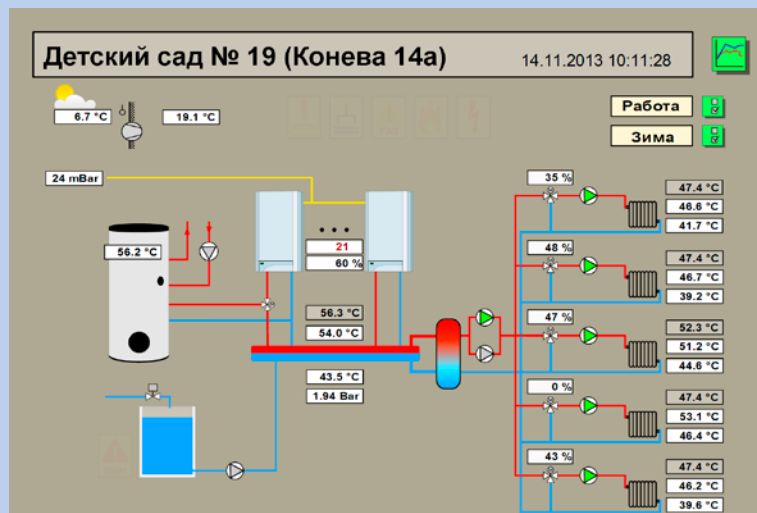 Детский сад № 19 (Конева 14а)
14.11.2013 10:11:28
6.7 °C
19.1 °C
Работа
Зима
24 mBar
56.2 °C
21
60 %
56.3 °C
54.0 °C
43.5 °C
1.94 Bar
35 %
47.4 °C
46.6 °C
41.7 °C
48 %
47.4 °C
46.7 °C
39.2 °C
47 %
52.3 °C
51.2 °C
44.6 °C
0 %
47.4 °C
53.1 °C
46.4 °C
43 %
47.4 °C
46.2 °C
39.6 °C